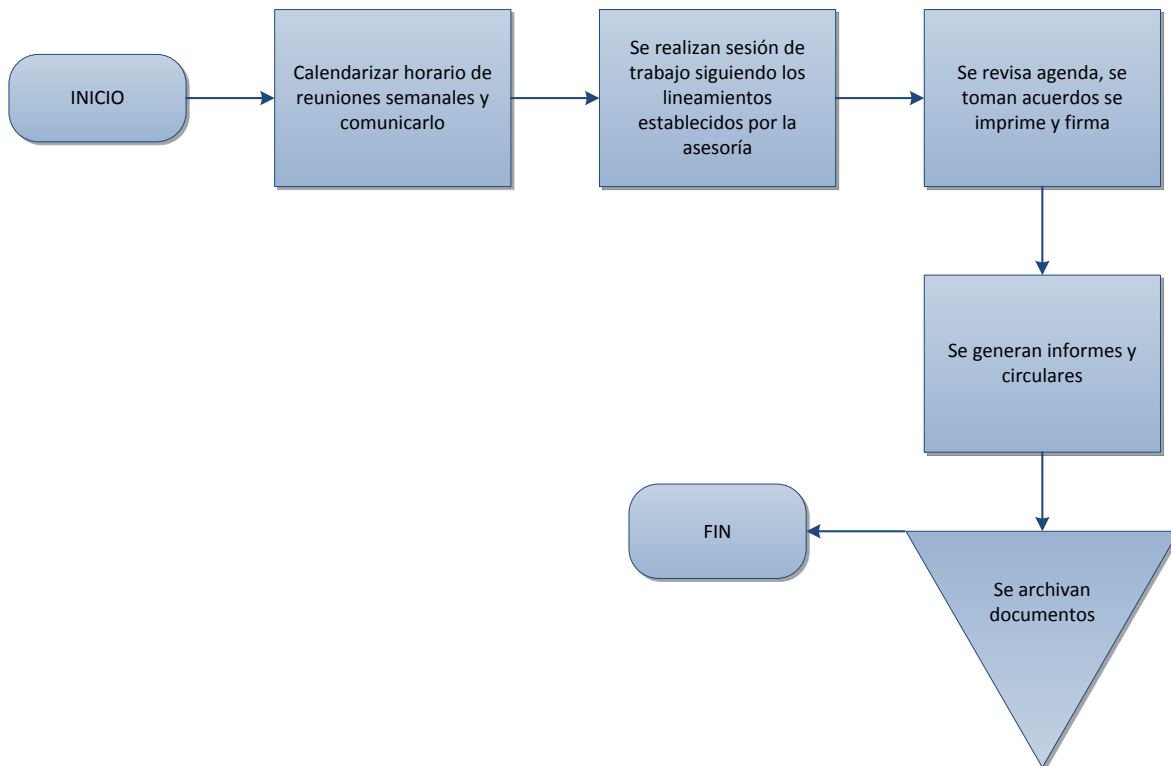 INICIO
Calendarizar horario de
reuniones semanales y
comunicarlo
Se realizan sesión de
trabajo siguiendo los
lineamientos
establecidos por la
asesoría
Se revisa agenda, se
toman acuerdos se
imprime y firma
Se generan informes y
circulares
Se archivan
documentos
FIN